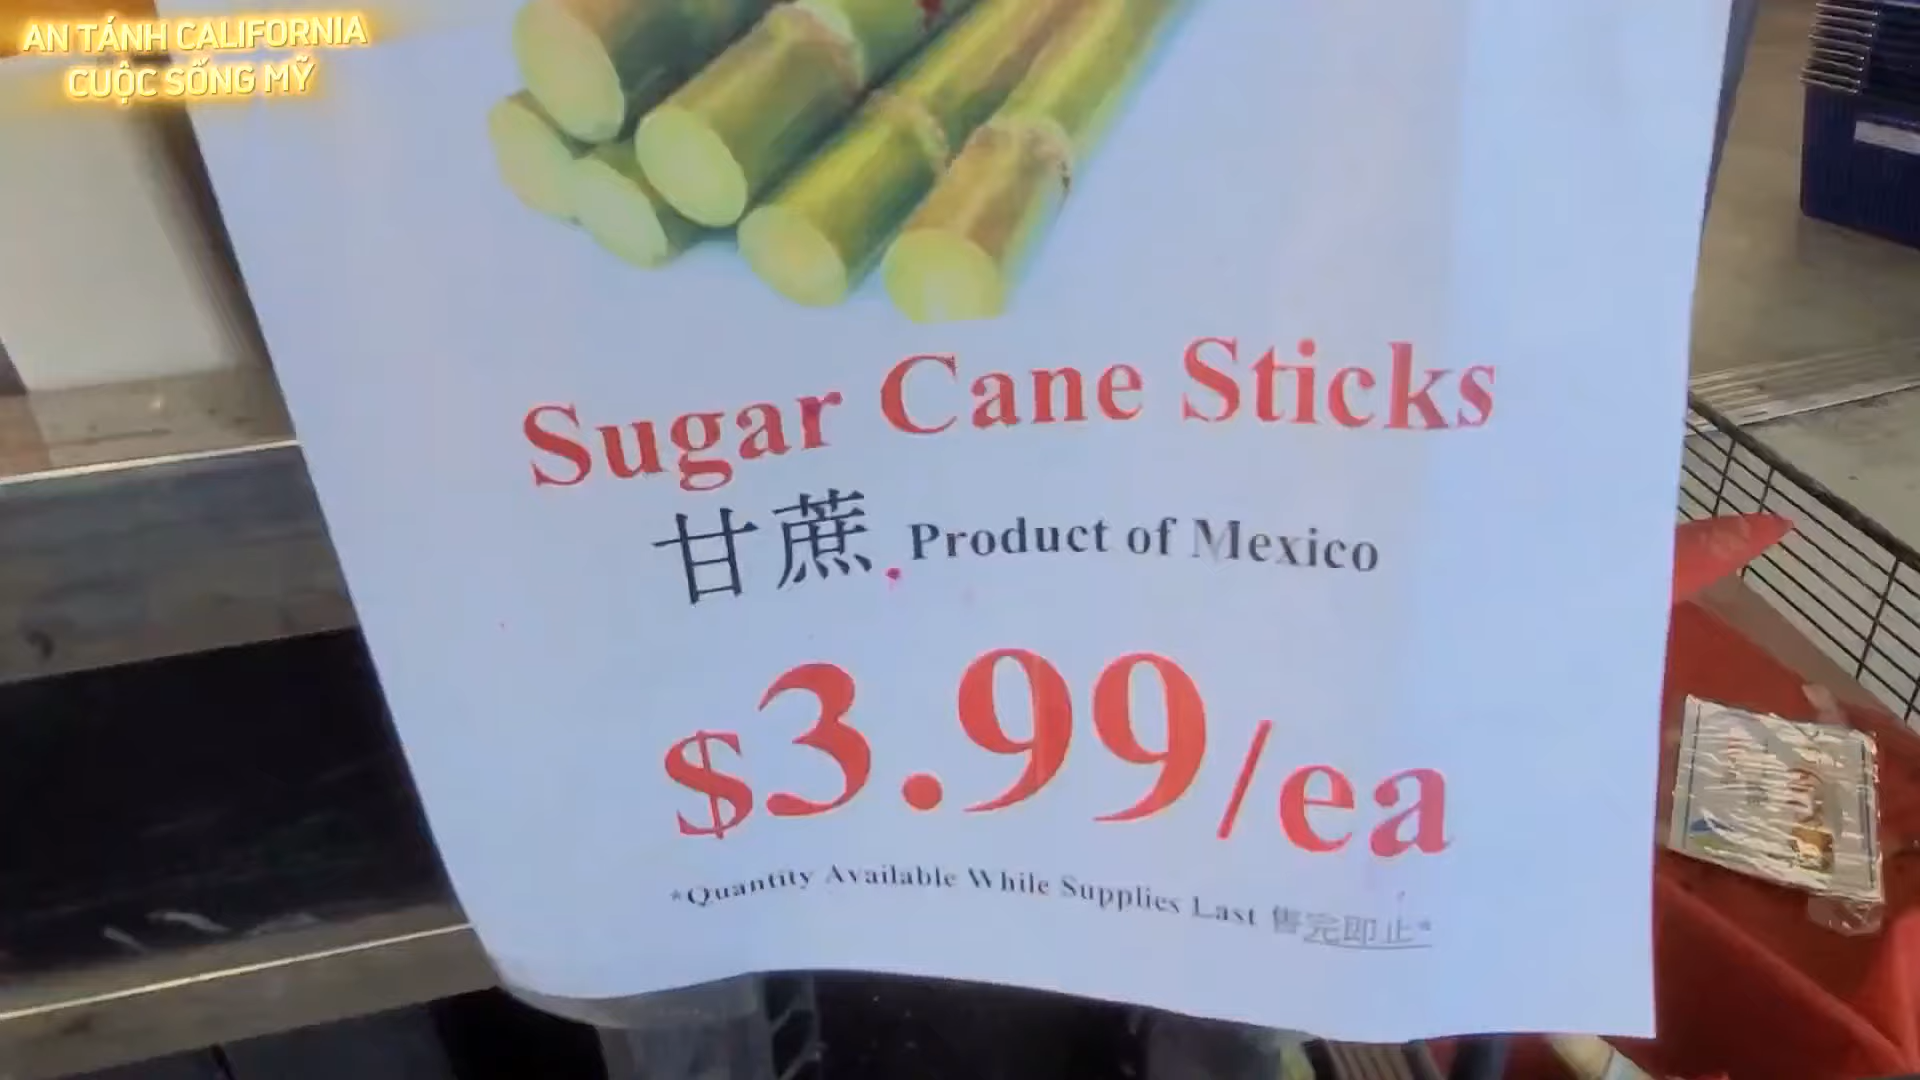 AN TÁNH CALIFORNIA
CUỘC SỐNG MỸ
Sugar Cane Sticks
甘蔗 Product of Mexico
$3.99/ea
*Quantity Available While Supplies Last 售完即止*